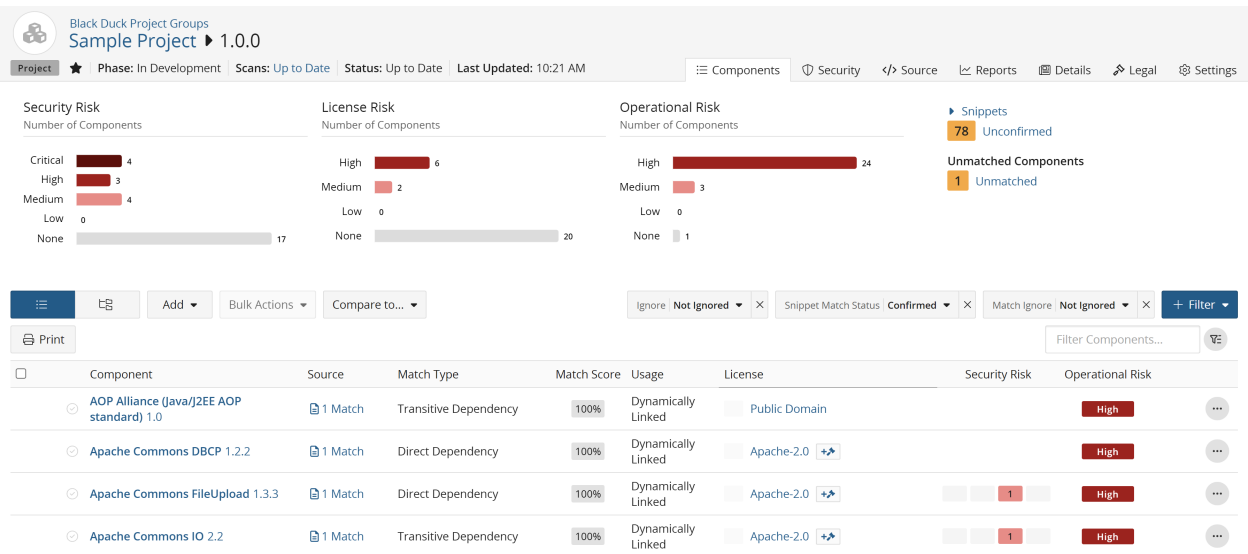 Black Duck Project Groups
Sample Project 1.0.0
Project Phase: In Development Scans: Up to Date Status: Up to Date Last Updated: 10:21 AM
Components Security Source Reports Details Legal Settings
Security Risk
Number of Components
Critical 4
High 3
Medium 4
Low 0
None 17
License Risk
Number of Components
High 6
Medium 2
Low 0
None 20
Operational Risk
Number of Components
High 24
Medium 3
Low 0
None 1
Snippets
78 Unconfirmed
Unmatched Components
1 Unmatched
Add Bulk Actions Compare to... Ignore Not Ignored Snippet Match Status Confirmed Match Ignore Not Ignored + Filter
Print Filter Components...
Component Source Match Type Match Score Usage License Security Risk Operational Risk
AOP Alliance (Java/J2EE AOP
standard) 1.0 1 Match Transitive Dependency 100% Dynamically
Linked Public Domain High
Apache Commons DBCP 1.2.2 1 Match Direct Dependency 100% Dynamically
Linked Apache-2.0 High
Apache Commons FileUpload 1.3.3 1 Match Direct Dependency 100% Dynamically
Linked Apache-2.0 1 High
Apache Commons IO 2.2 1 Match Transitive Dependency 100% Dynamically
Linked Apache-2.0 1 High